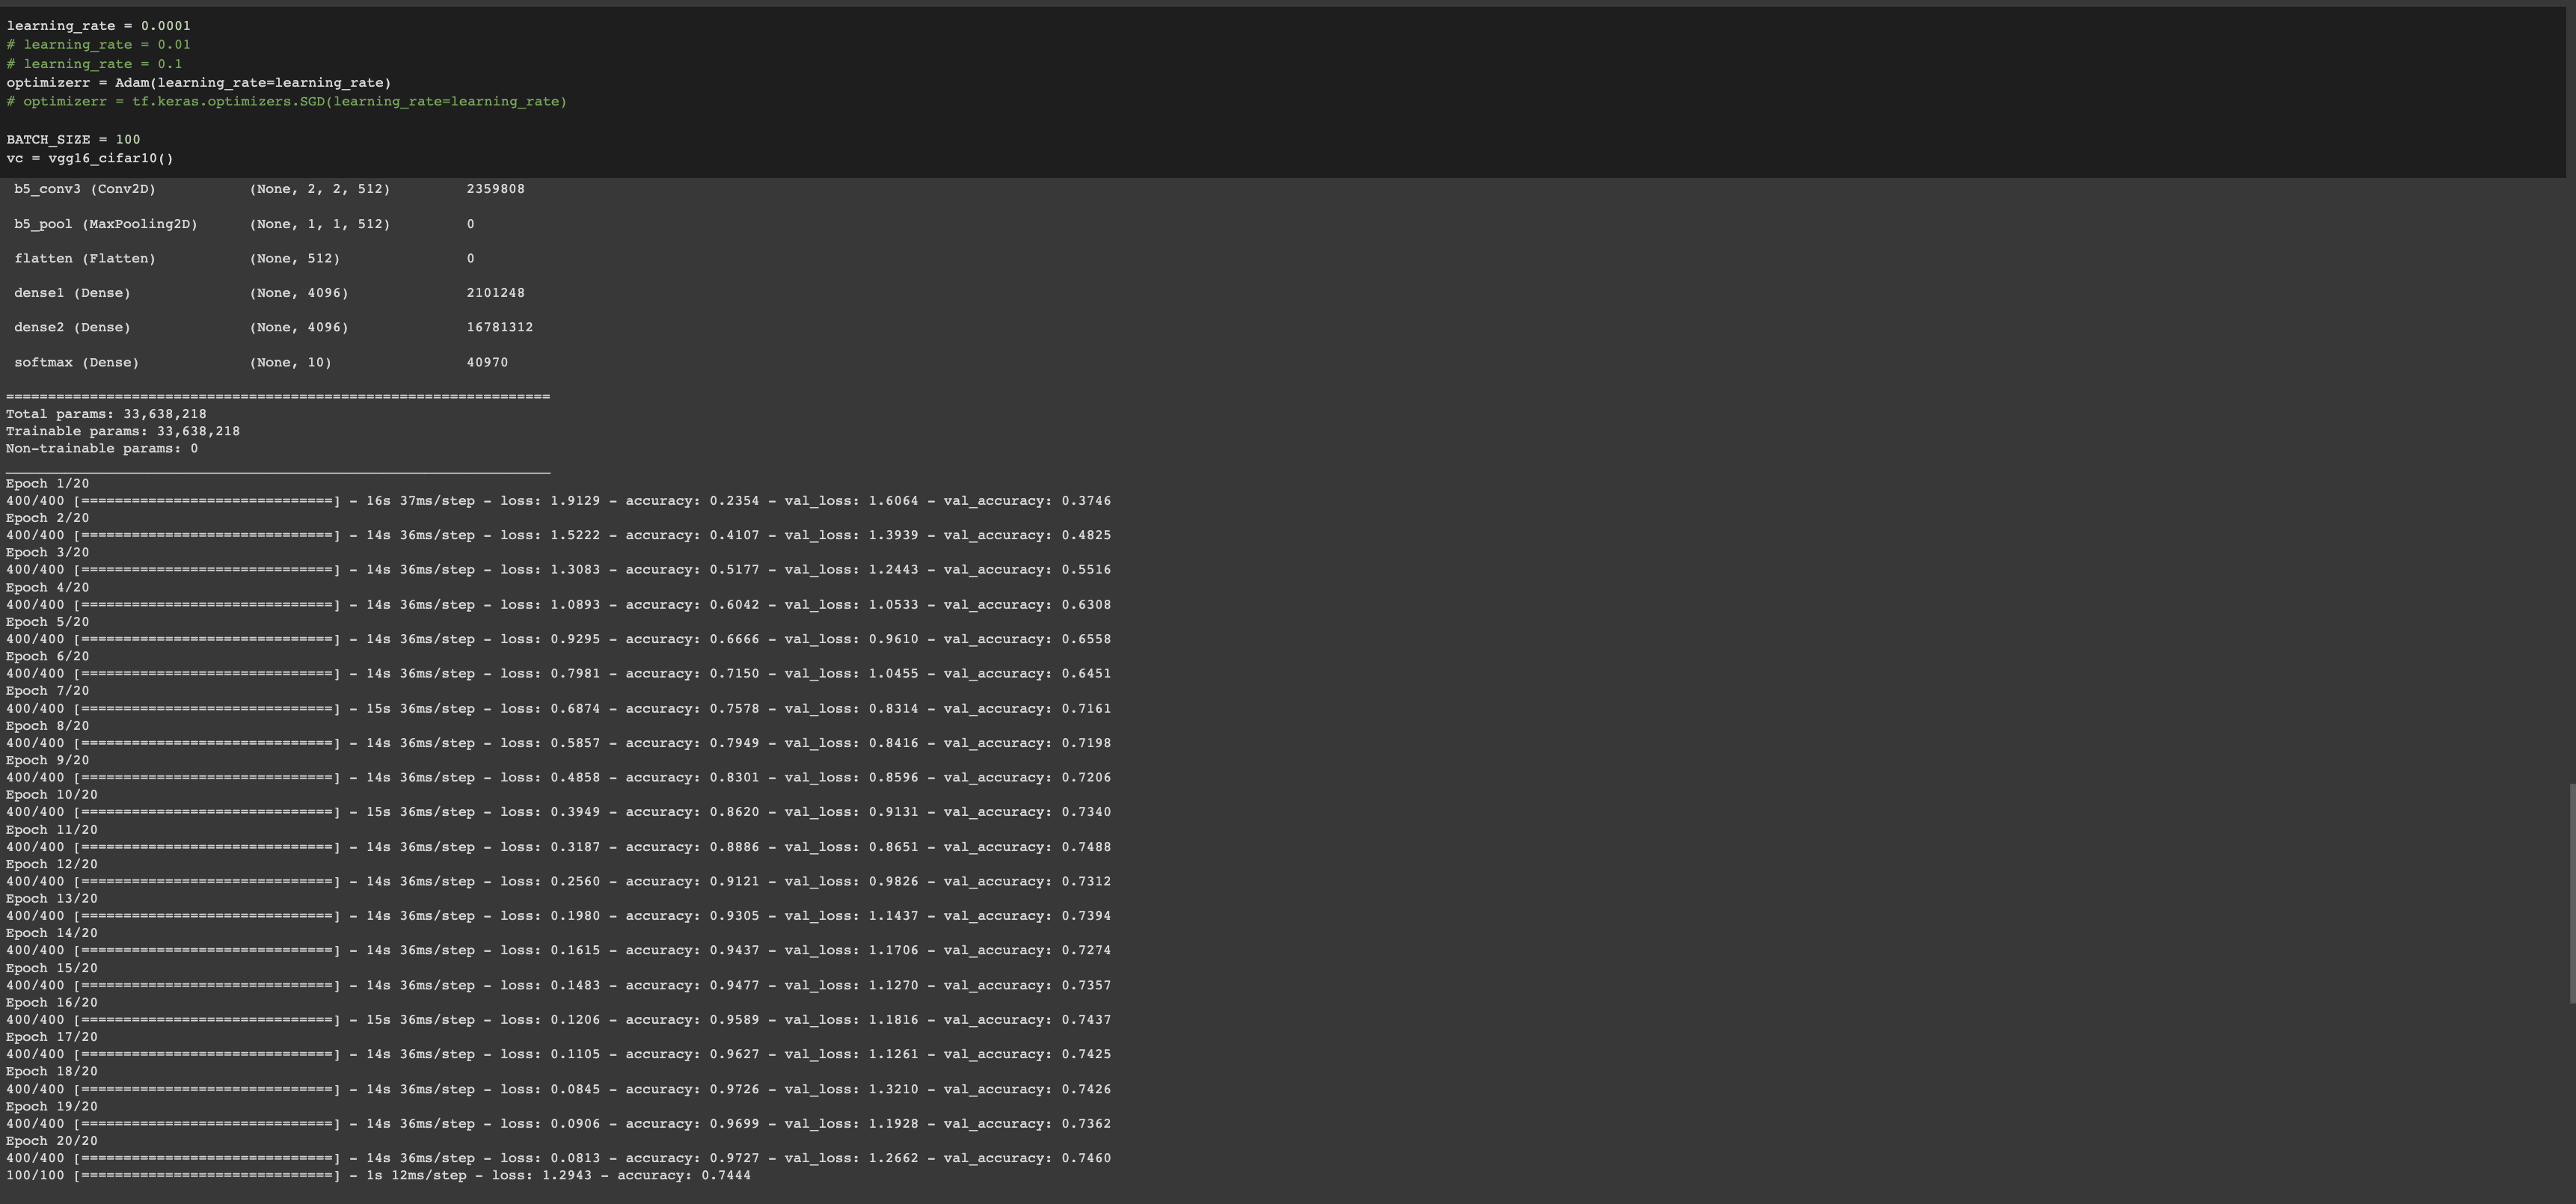 learning_rate = 0.0001
# learning_rate = 0.01
# learning_rate = 0.1
optimizerr = Adam(learning_rate=learning_rate)
# optimizerr = tf.keras.optimizers.SGD(learning_rate=learning_rate)
BATCH_SIZE = 100
vc = vgg16_cifar10()
b5_conv3 (Conv2D) (None, 2, 2, 512) 2359808
b5_pool (MaxPooling2D) (None, 1, 1, 512) 0
flatten (Flatten) (None, 512) 0
dense1 (Dense) (None, 4096) 2101248
dense2 (Dense) (None, 4096) 16781312
softmax (Dense) (None, 10) 40970
=================================================================
Total params: 33,638,218
Trainable params: 33,638,218
Non-trainable params: 0
_________________________________________________________________
Epoch 1/20
400/400 [==============================] - 16s 37ms/step - loss: 1.9129 - accuracy: 0.2354 - val_loss: 1.6064 - val_accuracy: 0.3746
Epoch 2/20
400/400 [==============================] - 14s 36ms/step - loss: 1.5222 - accuracy: 0.4107 - val_loss: 1.3939 - val_accuracy: 0.4825
Epoch 3/20
400/400 [==============================] - 14s 36ms/step - loss: 1.3083 - accuracy: 0.5177 - val_loss: 1.2443 - val_accuracy: 0.5516
Epoch 4/20
400/400 [==============================] - 14s 36ms/step - loss: 1.0893 - accuracy: 0.6042 - val_loss: 1.0533 - val_accuracy: 0.6308
Epoch 5/20
400/400 [==============================] - 14s 36ms/step - loss: 0.9295 - accuracy: 0.6666 - val_loss: 0.9610 - val_accuracy: 0.6558
Epoch 6/20
400/400 [==============================] - 14s 36ms/step - loss: 0.7981 - accuracy: 0.7150 - val_loss: 1.0455 - val_accuracy: 0.6451
Epoch 7/20
400/400 [==============================] - 15s 36ms/step - loss: 0.6874 - accuracy: 0.7578 - val_loss: 0.8314 - val_accuracy: 0.7161
Epoch 8/20
400/400 [==============================] - 14s 36ms/step - loss: 0.5857 - accuracy: 0.7949 - val_loss: 0.8416 - val_accuracy: 0.7198
Epoch 9/20
400/400 [==============================] - 14s 36ms/step - loss: 0.4858 - accuracy: 0.8301 - val_loss: 0.8596 - val_accuracy: 0.7206
Epoch 10/20
400/400 [==============================] - 15s 36ms/step - loss: 0.3949 - accuracy: 0.8620 - val_loss: 0.9131 - val_accuracy: 0.7340
Epoch 11/20
400/400 [==============================] - 14s 36ms/step - loss: 0.3187 - accuracy: 0.8886 - val_loss: 0.8651 - val_accuracy: 0.7488
Epoch 12/20
400/400 [==============================] - 14s 36ms/step - loss: 0.2560 - accuracy: 0.9121 - val_loss: 0.9826 - val_accuracy: 0.7312
Epoch 13/20
400/400 [==============================] - 14s 36ms/step - loss: 0.1980 - accuracy: 0.9305 - val_loss: 1.1437 - val_accuracy: 0.7394
Epoch 14/20
400/400 [==============================] - 14s 36ms/step - loss: 0.1615 - accuracy: 0.9437 - val_loss: 1.1706 - val_accuracy: 0.7274
Epoch 15/20
400/400 [==============================] - 14s 36ms/step - loss: 0.1483 - accuracy: 0.9477 - val_loss: 1.1270 - val_accuracy: 0.7357
Epoch 16/20
400/400 [==============================] - 15s 36ms/step - loss: 0.1206 - accuracy: 0.9589 - val_loss: 1.1816 - val_accuracy: 0.7437
Epoch 17/20
400/400 [==============================] - 14s 36ms/step - loss: 0.1105 - accuracy: 0.9627 - val_loss: 1.1261 - val_accuracy: 0.7425
Epoch 18/20
400/400 [==============================] - 14s 36ms/step - loss: 0.0845 - accuracy: 0.9726 - val_loss: 1.3210 - val_accuracy: 0.7426
Epoch 19/20
400/400 [==============================] - 14s 36ms/step - loss: 0.0906 - accuracy: 0.9699 - val_loss: 1.1928 - val_accuracy: 0.7362
Epoch 20/20
400/400 [==============================] - 14s 36ms/step - loss: 0.0813 - accuracy: 0.9727 - val_loss: 1.2662 - val_accuracy: 0.7460
100/100 [==============================] - 1s 12ms/step - loss: 1.2943 - accuracy: 0.7444